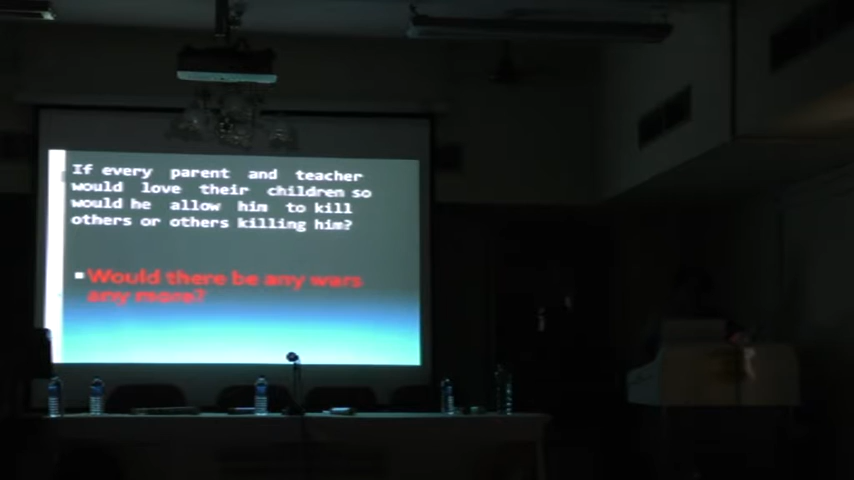 If every parent and teacher
would love their children so
would he allow him to kill
others or others killing him?
Would there be any wars
any more?